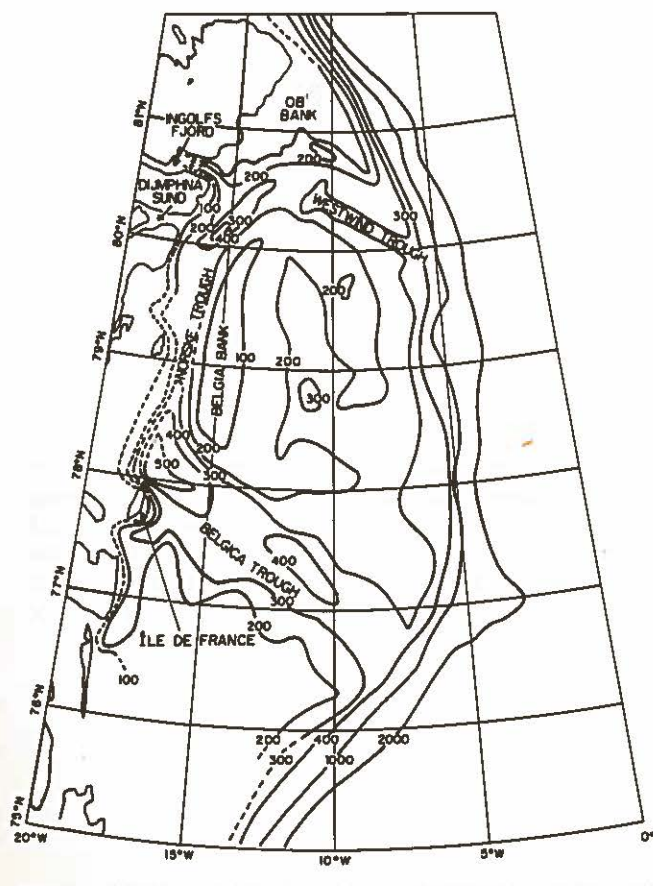 81°N
OB'
BANK
INGOLFS
FJORD
200
200
DIJMPHNA
SUND
100
200
300
400
WESTWIND TROUGH
300
80°N
200
NORSKE TROUGH
BELGIA BANK
100
200
79°N
300
400
200
500
300
78°N
BELGICA TROUGH
400
300
77°N
ÎLE DE FRANCE
200
100
76°N
200
400
2000
300
1000
75°N
20°W
15°W
10°W
5°W
0°